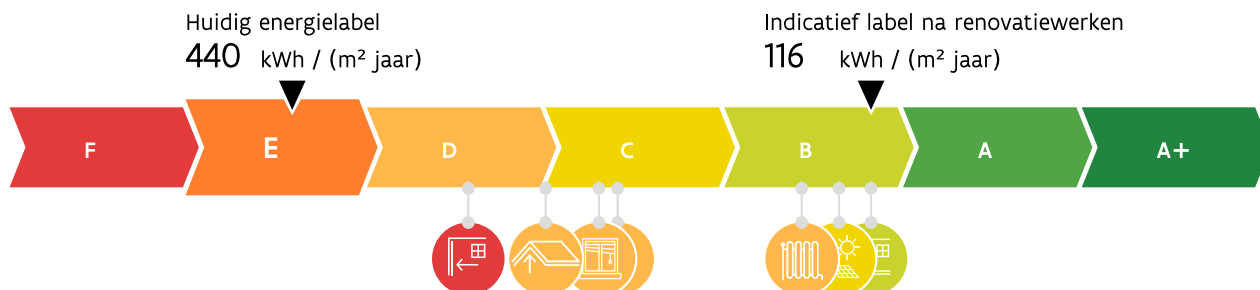 Huidig energielabel
440 kWh / (m² jaar)
Indicatief label na renovatiewerken
116 kWh / (m² jaar)
F E D C B A A+